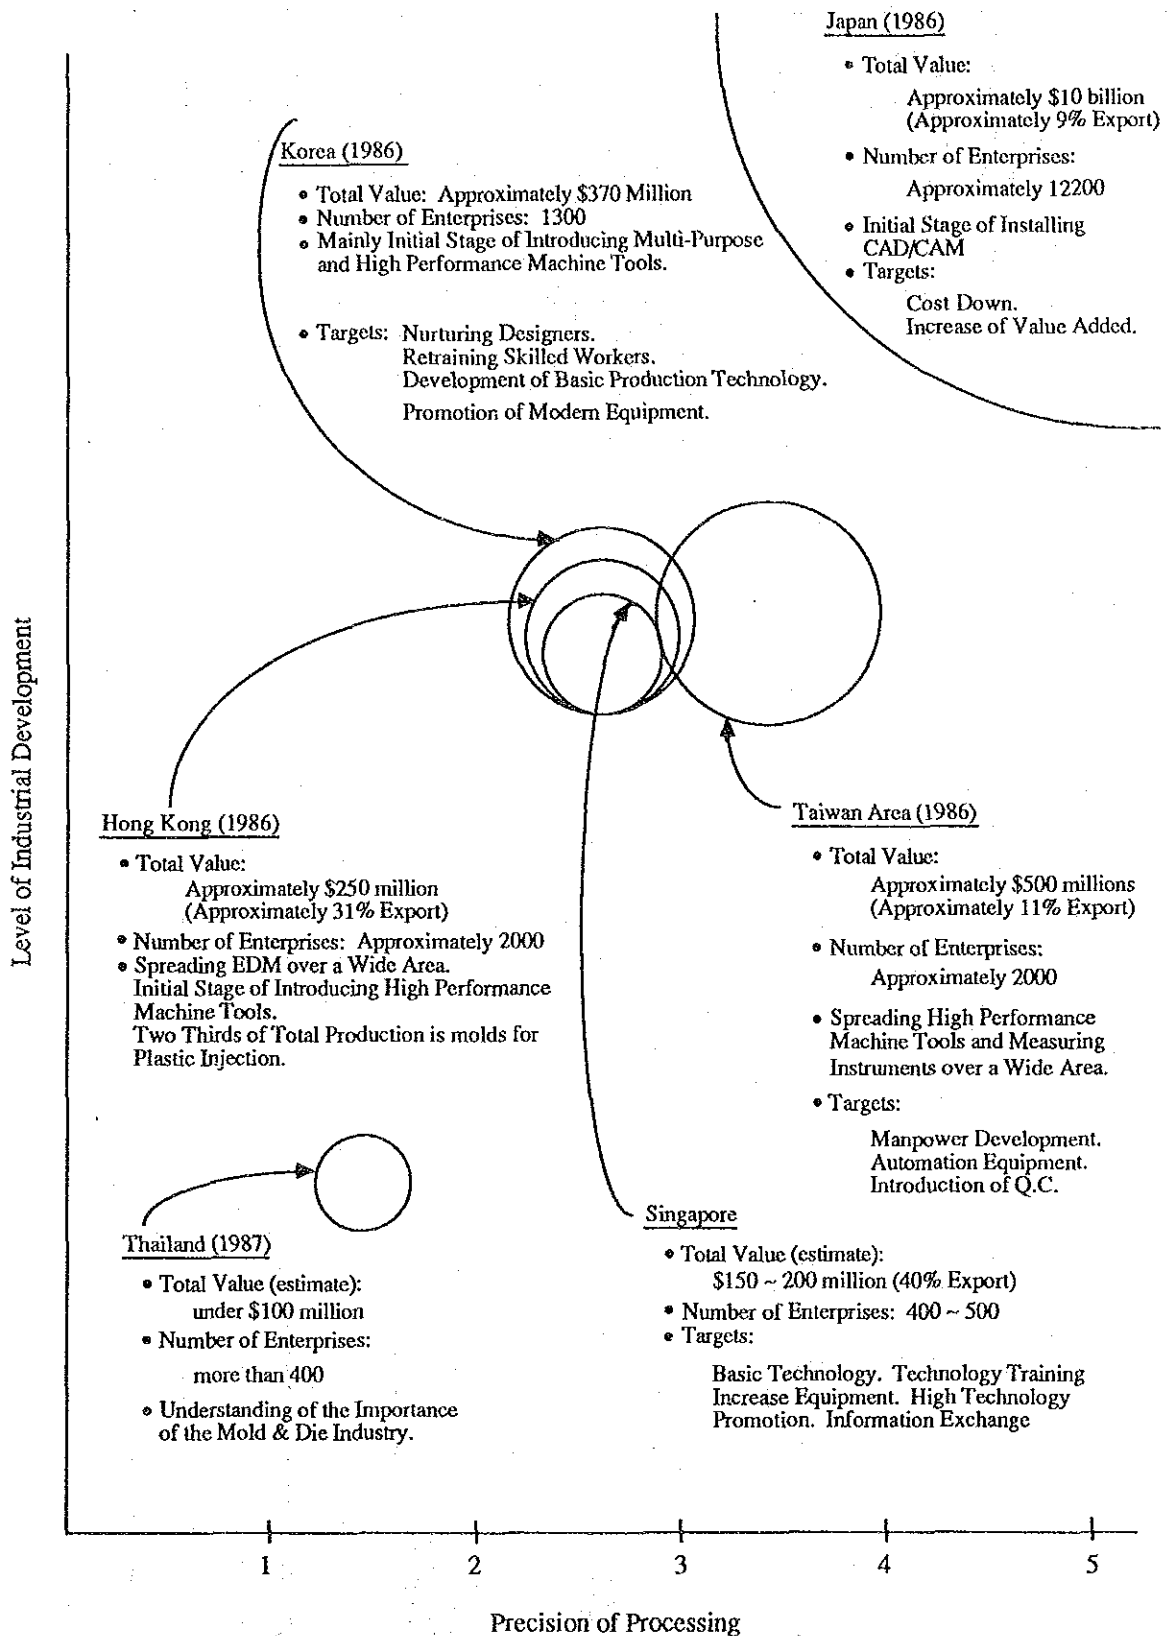 Japan (1986)
• Total Value:
Approximately $10 billion
(Approximately 9% Export)
• Number of Enterprises:
Approximately 12200
• Initial Stage of Installing
CAD/CAM
• Targets:
Cost Down.
Increase of Value Added.
Korea (1986)
• Total Value: Approximately $370 Million
• Number of Enterprises: 1300
• Mainly Initial Stage of Introducing Multi-Purpose
and High Performance Machine Tools.
• Targets: Nurturing Designers.
Retraining Skilled Workers.
Development of Basic Production Technology.
Promotion of Modern Equipment.
Level of Industrial Development
Hong Kong (1986)
• Total Value:
Approximately $250 million
(Approximately 31% Export)
• Number of Enterprises: Approximately 2000
• Spreading EDM over a Wide Area.
Initial Stage of Introducing High Performance
Machine Tools.
Two Thirds of Total Production is molds for
Plastic Injection.
Taiwan Area (1986)
• Total Value:
Approximately $500 millions
(Approximately 11% Export)
• Number of Enterprises:
Approximately 2000
• Spreading High Performance
Machine Tools and Measuring
Instruments over a Wide Area.
• Targets:
Manpower Development.
Automation Equipment.
Introduction of Q.C.
Thailand (1987)
• Total Value (estimate):
under $100 million
• Number of Enterprises:
more than 400
• Understanding of the Importance
of the Mold & Die Industry.
Singapore
• Total Value (estimate):
$150 ~ 200 million (40% Export)
• Number of Enterprises: 400 ~ 500
• Targets:
Basic Technology. Technology Training
Increase Equipment. High Technology
Promotion. Information Exchange
1 2 3 4 5
Precision of Processing